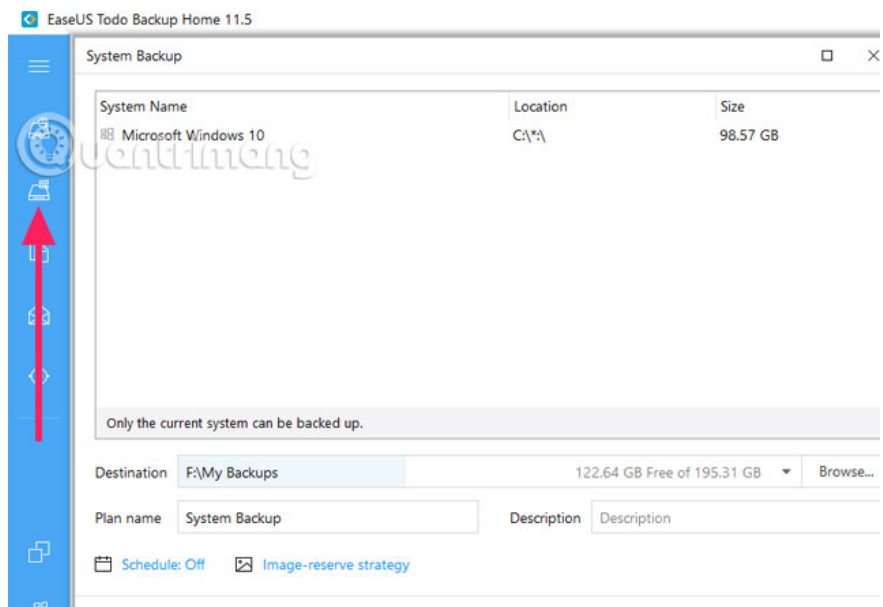 EaseUS Todo Backup Home 11.5
System Backup
System Name Location Size
Microsoft Windows 10 C:\*:\ 98.57 GB
Quantrimang
Only the current system can be backed up.
Destination F:\My Backups 122.64 GB Free of 195.31 GB Browse...
Plan name System Backup Description Description
Schedule: Off Image-reserve strategy